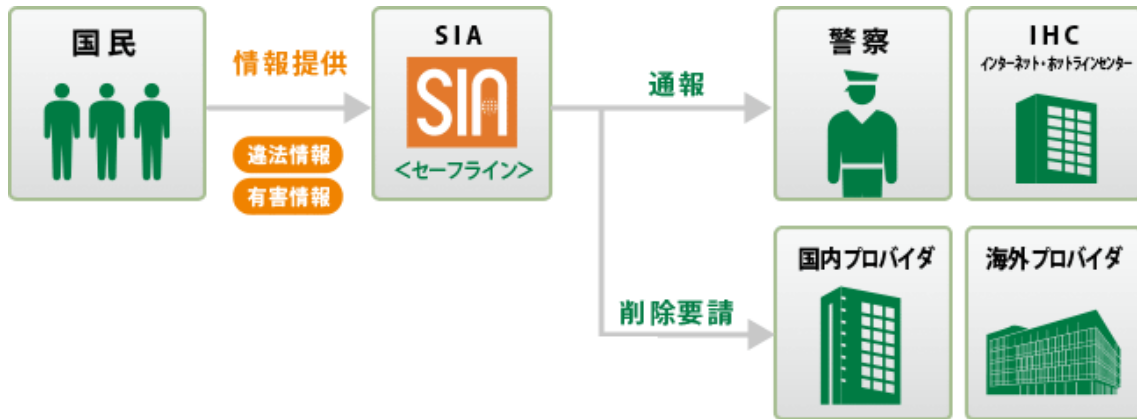 国民
情報提供
違法情報
有害情報
SIA
SIA
<セーフライン>
通報
警察
IHC
インターネット・ホットラインセンター
削除要請
国内プロバイダ
海外プロバイダ